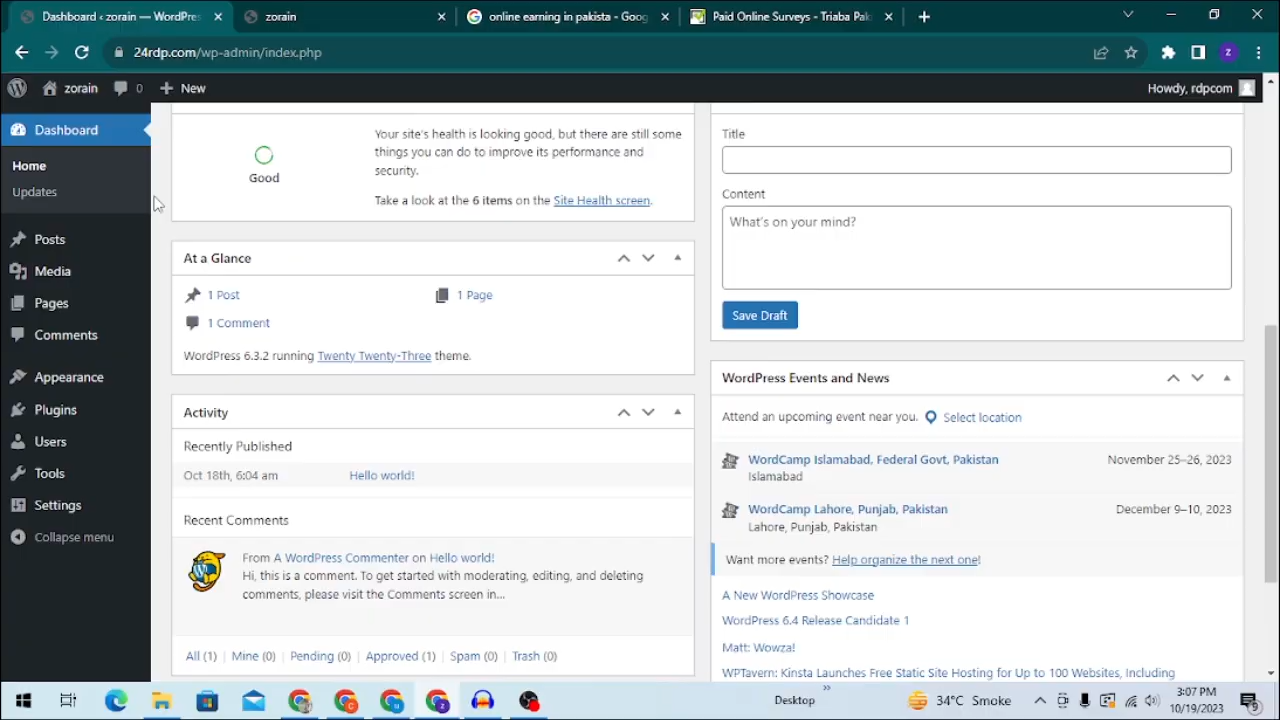 Dashboard ‹ zorain — WordPres
zorain
online earning in pakista - Goog
Paid Online Surveys - Triaba Pak
24rdp.com/wp-admin/index.php
Z
zorain
0
New
Howdy, rdpcom
Dashboard
Home
Updates
Posts
Media
Pages
Comments
Appearance
Plugins
Users
Tools
Settings
Collapse menu
Good
Your site's health is looking good, but there are still some
things you can do to improve its performance and
security.
Take a look at the 6 items on the Site Health screen.
At a Glance
1 Post
1 Page
1 Comment
WordPress 6.3.2 running Twenty Twenty-Three theme.
Activity
Recently Published
Oct 18th, 6:04 am
Hello world!
Recent Comments
From A WordPress Commenter on Hello world!
Hi, this is a comment. To get started with moderating, editing, and deleting
comments, please visit the Comments screen in...
All (1) | Mine (0) | Pending (0) | Approved (1) | Spam (0) | Trash (0)
Title
Content
What's on your mind?
Save Draft
WordPress Events and News
Attend an upcoming event near you. Select location
WordCamp Islamabad, Federal Govt, Pakistan
November 25–26, 2023
Islamabad
WordCamp Lahore, Punjab, Pakistan
December 9–10, 2023
Lahore, Punjab, Pakistan
Want more events? Help organize the next one!
A New WordPress Showcase
WordPress 6.4 Release Candidate 1
Matt: Wowza!
WPTavern: Kinsta Launches Free Static Site Hosting for Up to 100 Websites, Including
Desktop
34°C Smoke
3:07 PM
10/19/2023